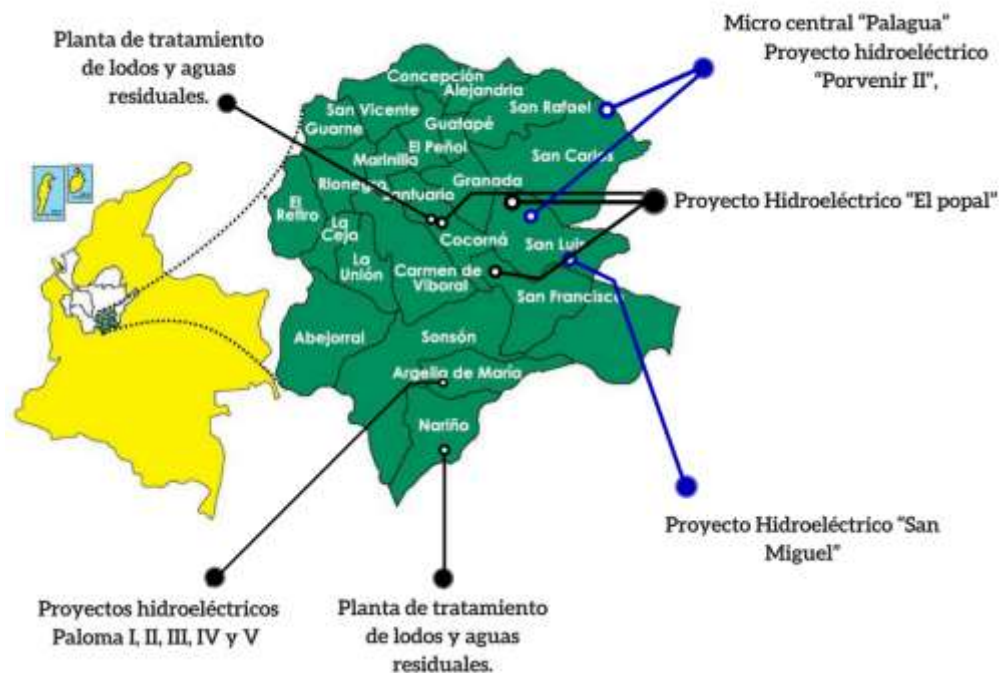 Planta de tratamiento
de lodos y aguas
residuales.
Micro central “Palagua”
Proyecto hidroeléctrico
“Porvenir II”,
Concepción
Alejandria
San Vicente
San Rafael
Guarne
Guatapé
El Peñol
Marinilla
San Carlos
Rionegro
Granada
Santuario
El
Retiro
La
Ceja
Cocorná
San Luis
La
Unión
Carmen de
Viboral
San Francisco
Abejorral
Sonsón
Argelia de María
Nariño
Proyecto Hidroeléctrico “El popal”
Proyecto Hidroeléctrico “San
Miguel”
Proyectos hidroeléctricos
Paloma I, II, III, IV y V
Planta de tratamiento
de lodos y aguas
residuales.